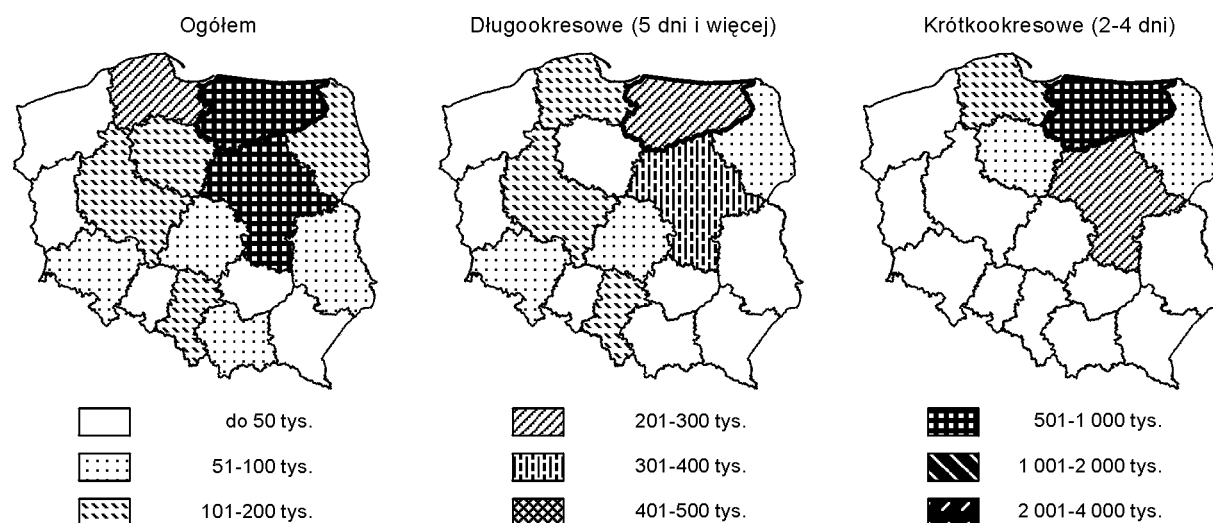 Ogółem
Długookresowe (5 dni i więcej)
Krótkookresowe (2-4 dni)
do 50 tys.
201-300 tys.
501-1 000 tys.
51-100 tys.
301-400 tys.
1 001-2 000 tys.
101-200 tys.
401-500 tys.
2 001-4 000 tys.